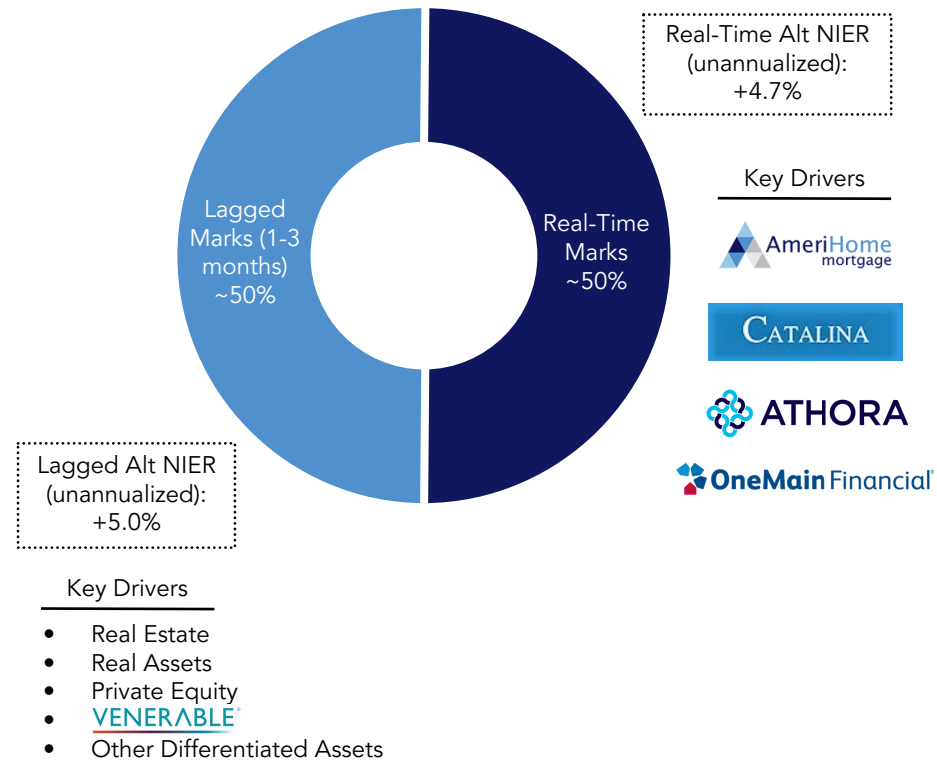 Real-Time Alt NIER
(unannualized):
+4.7%
Lagged
Marks (1-3
months)
~50%
Real-Time
Marks
~50%
Key Drivers
AmeriHome
mortgage
CATALINA
ATHORA
OneMain Financial
Lagged Alt NIER
(unannualized):
+5.0%
Key Drivers
• Real Estate
• Real Assets
• Private Equity
• VENERABLE
• Other Differentiated Assets